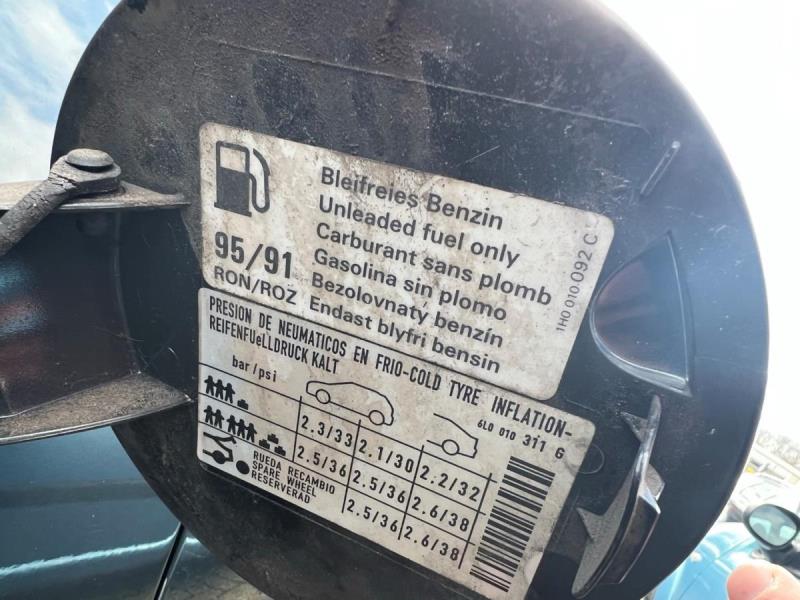 Bleifreies Benzin
Unleaded fuel only
Carburant sans plomb
Gasolina sin plomo
Bezolovnatý benzín
Endast blyfri bensin
95/91
RON/ROZ
1H0 010 092 C
PRESION DE NEUMATICOS EN FRIO-COLD TYRE INFLATION-
REIFENFÜeLLDRUCK KALT
6L0 010 311 G
bar/psi
2.3/33 2.1/30 2.2/32
2.5/36 2.5/36 2.6/38
RUEDA RECAMBIO
SPARE WHEEL
RESERVERAD
2.5/36 2.6/38